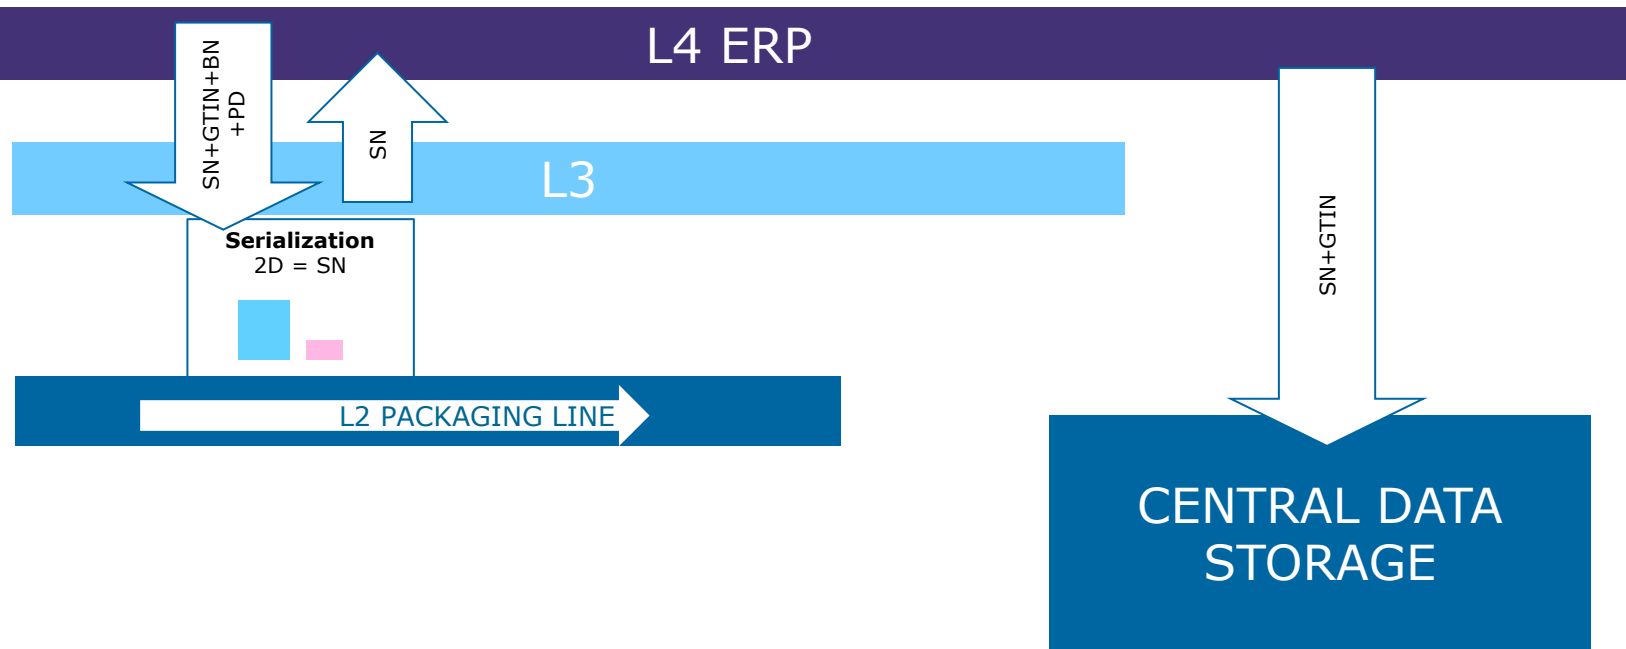 L4 ERP
SN+GTIN+BN
+PD
SN
L3
SN+GTIN
Serialization
2D = SN
L2 PACKAGING LINE
CENTRAL DATA
STORAGE